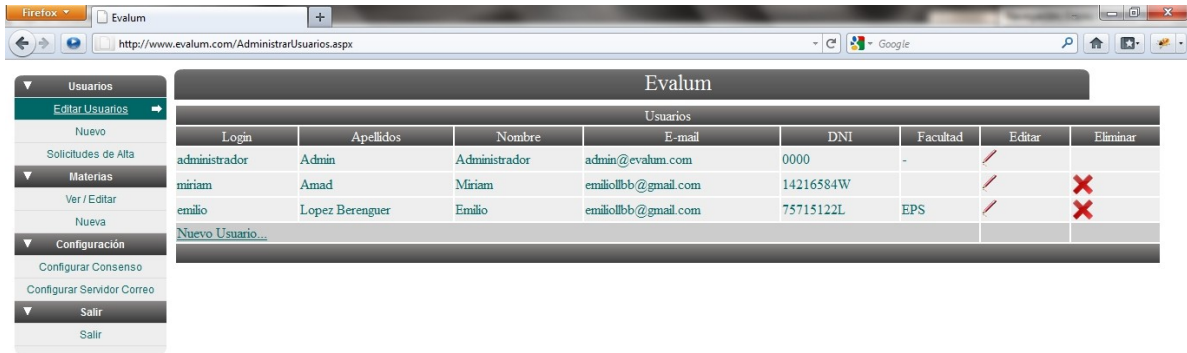 Firefox
Evalum
http://www.evalum.com/AdministrarUsuarios.aspx
Google
Usuarios
Editar Usuarios
Nuevo
Solicitudes de Alta
Materias
Ver / Editar
Nueva
Configuración
Configurar Consenso
Configurar Servidor Correo
Salir
Salir
Evalum
Usuarios
Login Apellidos Nombre E-mail DNI Facultad Editar Eliminar
administrador Admin Administrador admin@evalum.com 0000 -
miriam Amad Miriam emiliollbb@gmail.com 14216584W
emilio Lopez Berenguer Emilio emiliollbb@gmail.com 75715122L EPS
Nuevo Usuario...